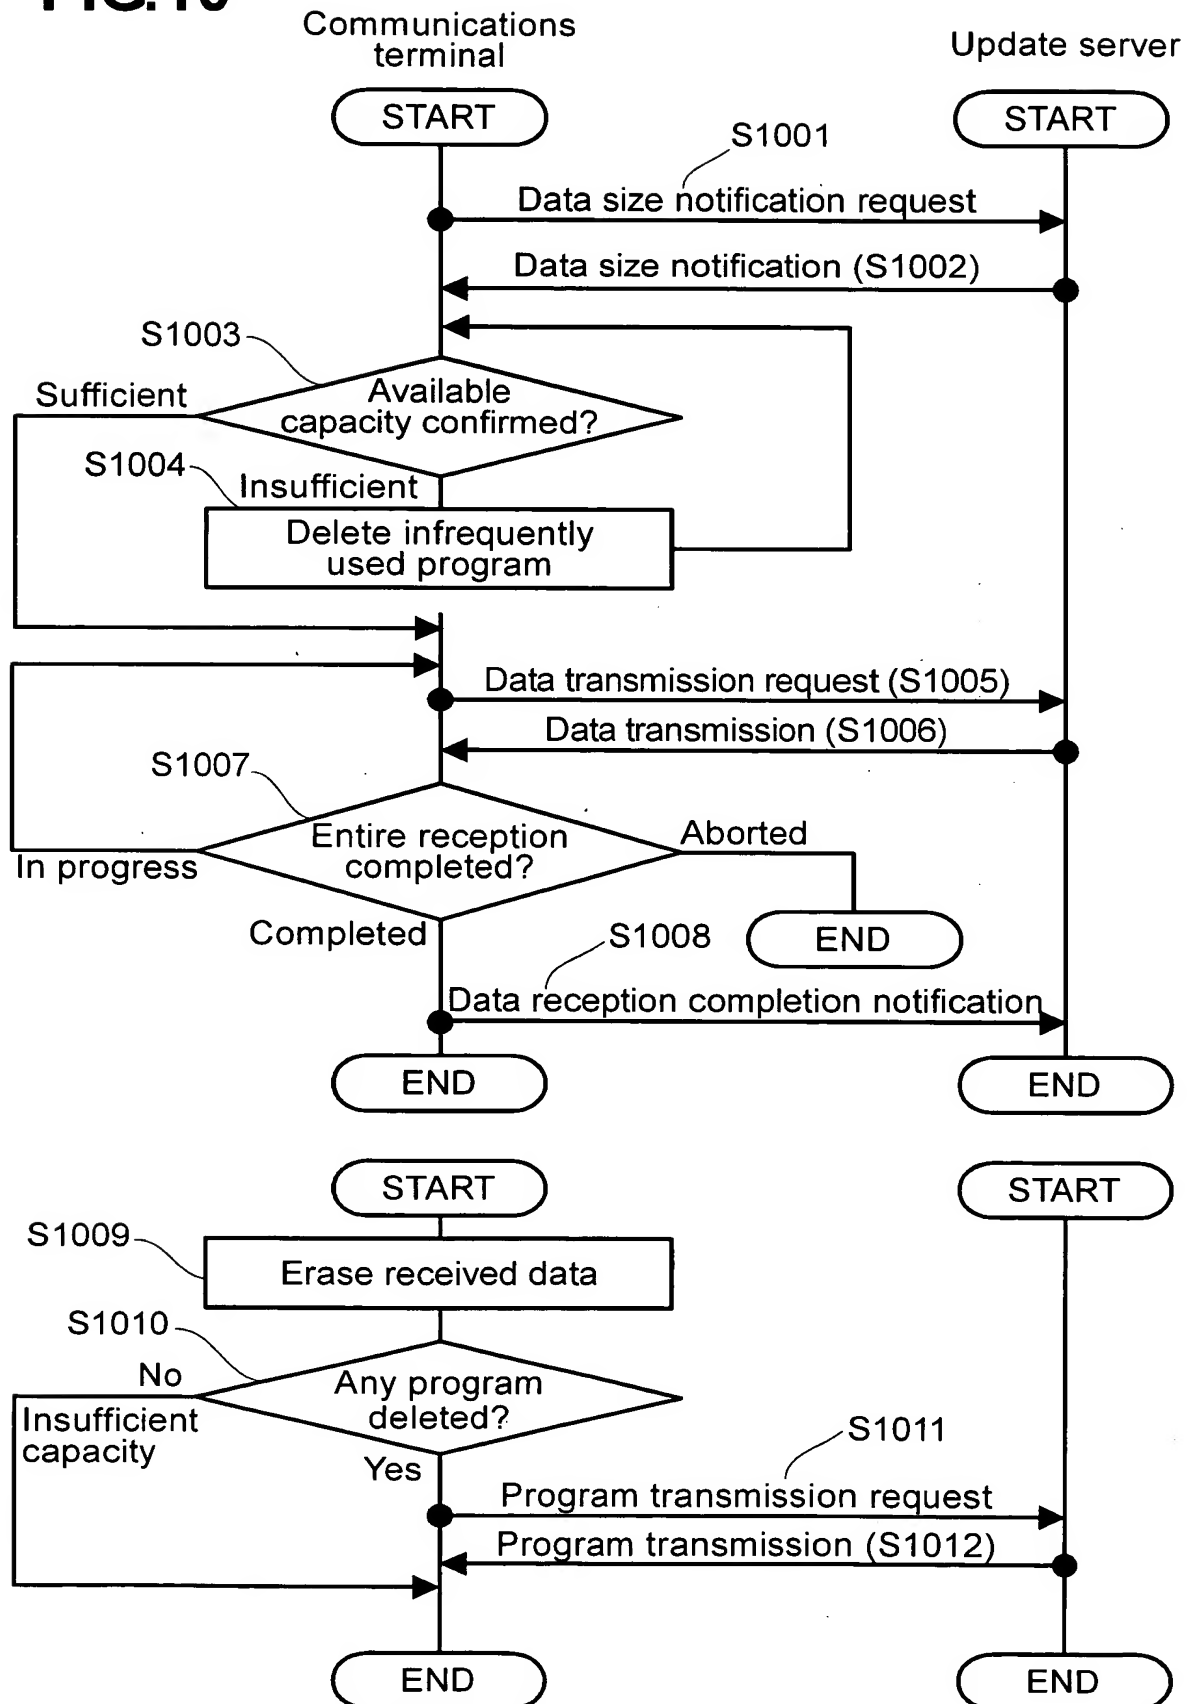 FIG.10
Communications
terminal
Update server
START
START
S1001
Data size notification request
Data size notification (S1002)
S1003
Sufficient
Available
capacity confirmed?
S1004
Insufficient
Delete infrequently
used program
Data transmission request (S1005)
Data transmission (S1006)
S1007
Entire reception
completed?
Aborted
In progress
Completed
END
S1008
Data reception completion notification
END
END
START
START
S1009
Erase received data
S1010
No
Any program
deleted?
Insufficient
capacity
S1011
Yes
Program transmission request
Program transmission (S1012)
END
END